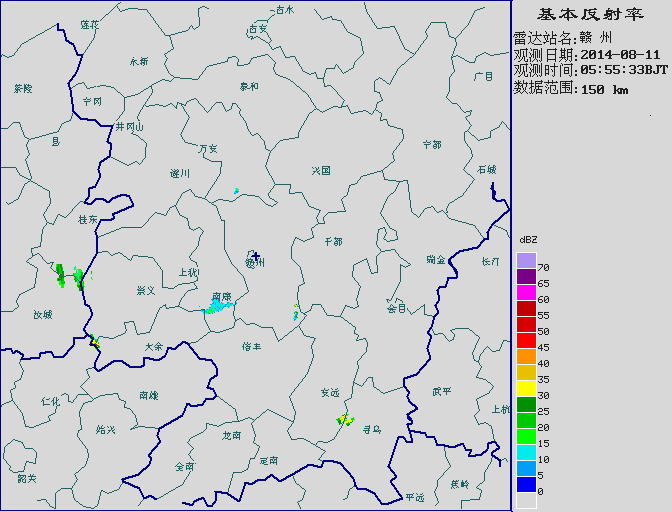 基本反射率
雷达站名:赣 州
观测日期:2014-08-11
观测时间:05:55:33BJT
数据范围:150 km
莲花
吉水
吉安
永新
茶陵
宁冈
泰和
广昌
井冈山
万安
遂川
兴国
宁都
石城
桂东
于都
赣州
瑞金
长汀
上犹
崇义
南康
会昌
汝城
大余
信丰
安远
武平
仁化
南雄
上杭
始兴
寻乌
龙南
全南
定南
韶关
蕉岭
平远
dBZ
70
65
60
55
50
45
40
35
30
25
20
15
10
5
0